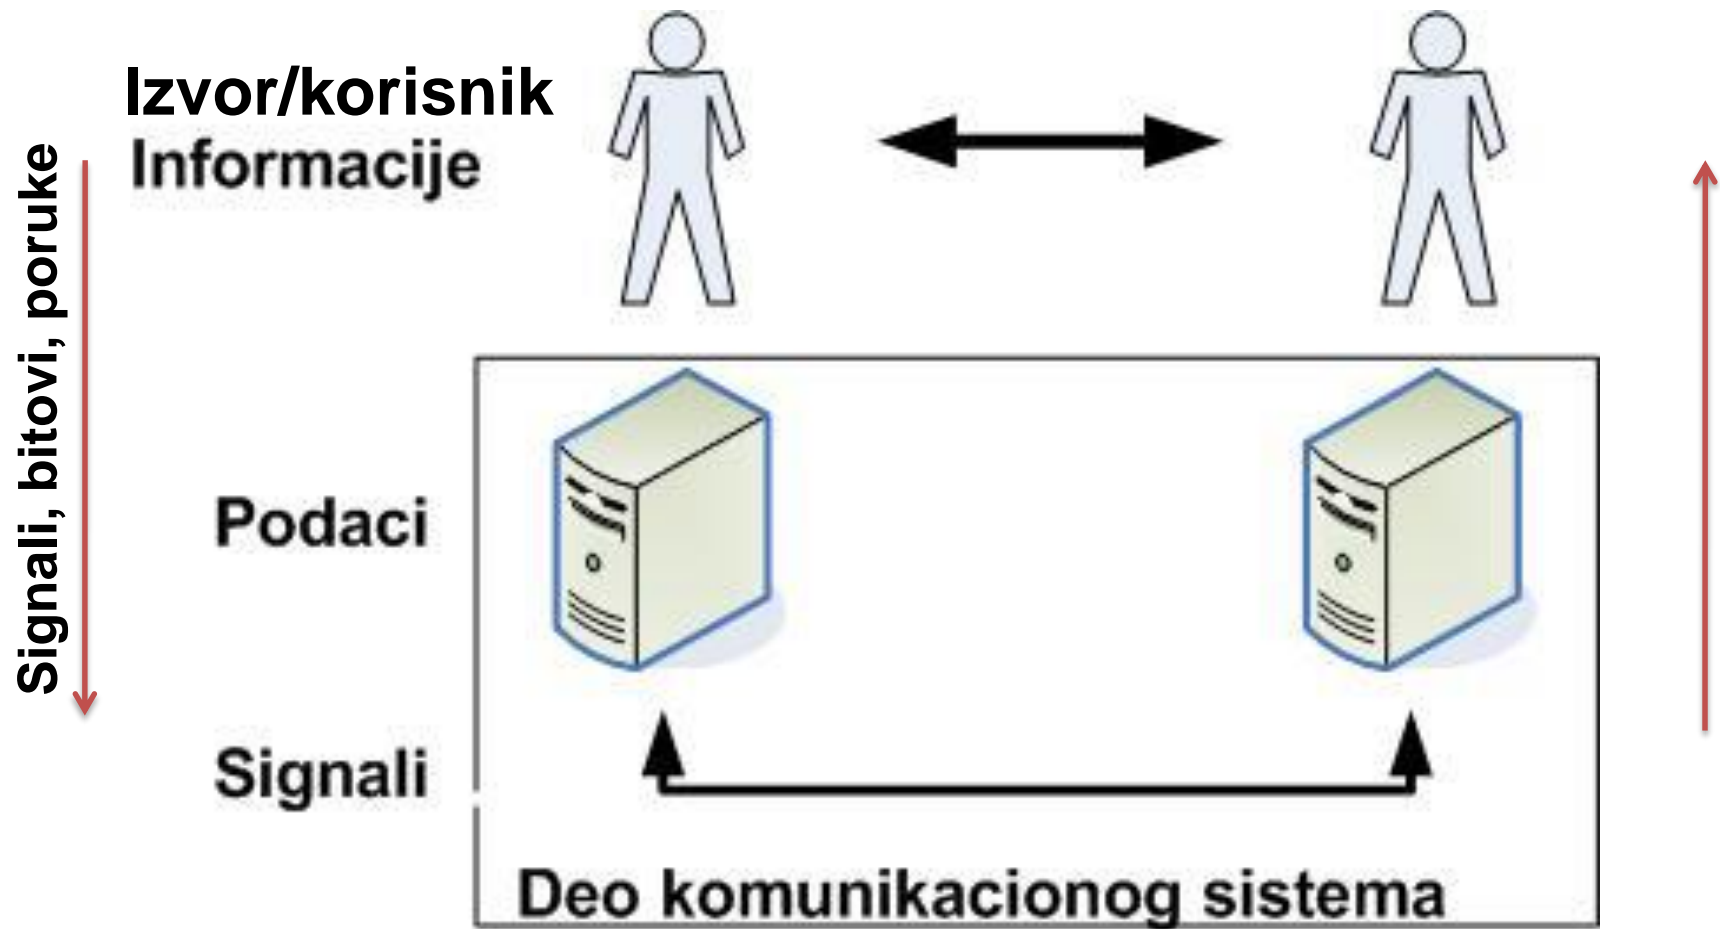 Izvor/korisnik
Informacije
Signali, bitovi, poruke
Podaci
Signali
Deo komunikacionog sistema